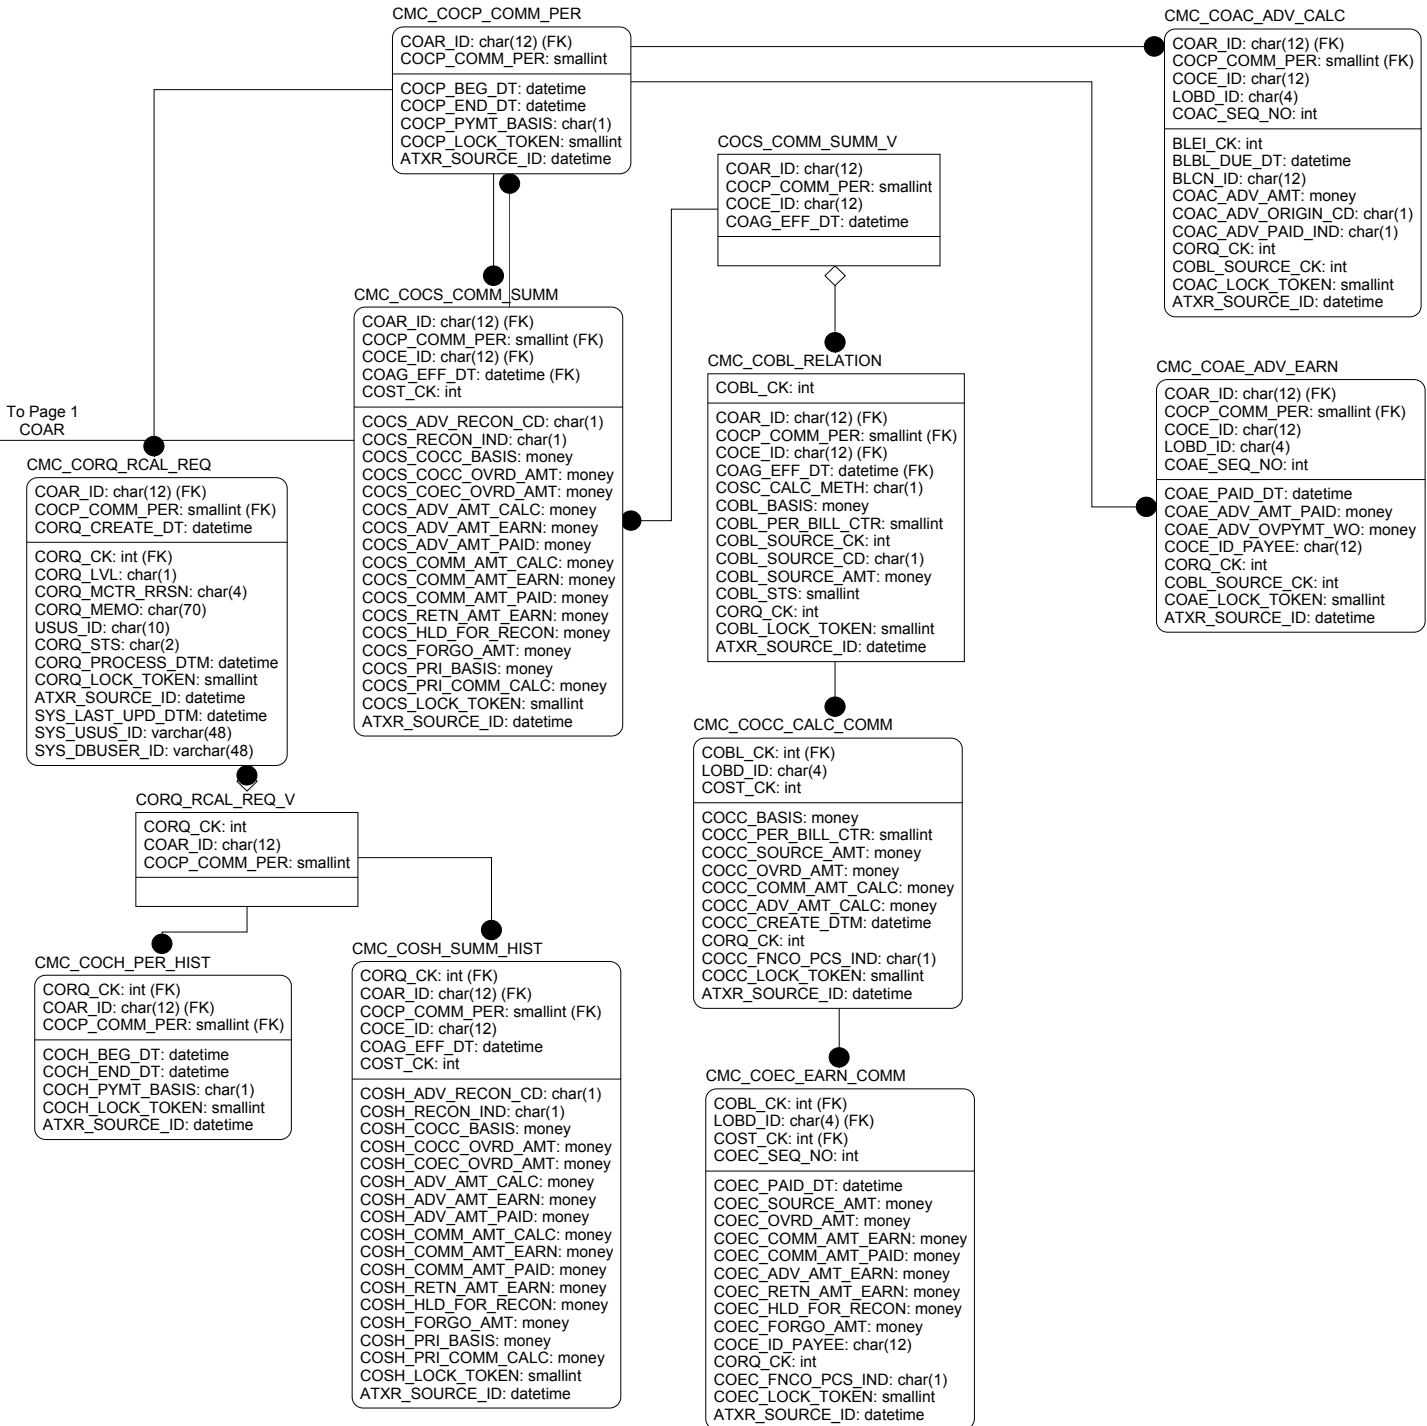 CMC_COCP_COMM_PER
COAR_ID: char(12) (FK)
COCP_COMM_PER: smallint
COCP_BEG_DT: datetime
COCP_END_DT: datetime
COCP_PYMT_BASIS: char(1)
COCP_LOCK_TOKEN: smallint
ATXR_SOURCE_ID: datetime
CMC_COAC_ADV_CALC
COAR_ID: char(12) (FK)
COCP_COMM_PER: smallint (FK)
COCE_ID: char(12)
LOBD_ID: char(4)
COAC_SEQ_NO: int
BLEI_CK: int
BLBL_DUE_DT: datetime
BLCN_ID: char(12)
COAC_ADV_AMT: money
COAC_ADV_ORIGIN_CD: char(1)
COAC_ADV_PAID_IND: char(1)
CORQ_CK: int
COBL_SOURCE_CK: int
COAC_LOCK_TOKEN: smallint
ATXR_SOURCE_ID: datetime
COCS_COMM_SUMM_V
COAR_ID: char(12)
COCP_COMM_PER: smallint
COCE_ID: char(12)
COAG_EFF_DT: datetime
CMC_COCS_COMM_SUMM
COAR_ID: char(12) (FK)
COCP_COMM_PER: smallint (FK)
COCE_ID: char(12) (FK)
COAG_EFF_DT: datetime (FK)
COST_CK: int
COCS_ADV_RECON_CD: char(1)
COCS_RECON_IND: char(1)
COCS_COCC_BASIS: money
COCS_COCC_OVRD_AMT: money
COCS_COEC_OVRD_AMT: money
COCS_ADV_AMT_CALC: money
COCS_ADV_AMT_EARN: money
COCS_ADV_AMT_PAID: money
COCS_COMM_AMT_CALC: money
COCS_COMM_AMT_EARN: money
COCS_COMM_AMT_PAID: money
COCS_RETN_AMT_EARN: money
COCS_HLD_FOR_RECON: money
COCS_FORGO_AMT: money
COCS_PRI_BASIS: money
COCS_PRI_COMM_CALC: money
COCS_LOCK_TOKEN: smallint
ATXR_SOURCE_ID: datetime
CMC_COBL_RELATION
COBL_CK: int
COAR_ID: char(12) (FK)
COCP_COMM_PER: smallint (FK)
COCE_ID: char(12) (FK)
COAG_EFF_DT: datetime (FK)
COSC_CALC_METH: char(1)
COBL_BASIS: money
COBL_PER_BILL_CTR: smallint
COBL_SOURCE_CK: int
COBL_SOURCE_CD: char(1)
COBL_SOURCE_AMT: money
COBL_STS: smallint
CORQ_CK: int
COBL_LOCK_TOKEN: smallint
ATXR_SOURCE_ID: datetime
CMC_COAE_ADV_EARN
COAR_ID: char(12) (FK)
COCP_COMM_PER: smallint (FK)
COCE_ID: char(12)
LOBD_ID: char(4)
COAE_SEQ_NO: int
COAE_PAID_DT: datetime
COAE_ADV_AMT_PAID: money
COAE_ADV_OVPYMT_WO: money
COCE_ID_PAYEE: char(12)
CORQ_CK: int
COBL_SOURCE_CK: int
COAE_LOCK_TOKEN: smallint
ATXR_SOURCE_ID: datetime
To Page 1
COAR
CMC_CORQ_RCAL_REQ
COAR_ID: char(12) (FK)
COCP_COMM_PER: smallint (FK)
CORQ_CREATE_DT: datetime
CORQ_CK: int (FK)
CORQ_LVL: char(1)
CORQ_MCTR_RRSN: char(4)
CORQ_MEMO: char(70)
USUS_ID: char(10)
CORQ_STS: char(2)
CORQ_PROCESS_DTM: datetime
CORQ_LOCK_TOKEN: smallint
ATXR_SOURCE_ID: datetime
SYS_LAST_UPD_DTM: datetime
SYS_USUS_ID: varchar(48)
SYS_DBUSER_ID: varchar(48)
CORQ_RCAL_REQ_V
CORQ_CK: int
COAR_ID: char(12)
COCP_COMM_PER: smallint
CMC_COCC_CALC_COMM
COBL_CK: int (FK)
LOBD_ID: char(4)
COST_CK: int
COCC_BASIS: money
COCC_PER_BILL_CTR: smallint
COCC_SOURCE_AMT: money
COCC_OVRD_AMT: money
COCC_COMM_AMT_CALC: money
COCC_ADV_AMT_CALC: money
COCC_CREATE_DTM: datetime
CORQ_CK: int
COCC_FNCO_PCS_IND: char(1)
COCC_LOCK_TOKEN: smallint
ATXR_SOURCE_ID: datetime
CMC_COCH_PER_HIST
CORQ_CK: int (FK)
COAR_ID: char(12) (FK)
COCP_COMM_PER: smallint (FK)
COCH_BEG_DT: datetime
COCH_END_DT: datetime
COCH_PYMT_BASIS: char(1)
COCH_LOCK_TOKEN: smallint
ATXR_SOURCE_ID: datetime
CMC_COSH_SUMM_HIST
CORQ_CK: int (FK)
COAR_ID: char(12) (FK)
COCP_COMM_PER: smallint (FK)
COCE_ID: char(12)
COAG_EFF_DT: datetime
COST_CK: int
COSH_ADV_RECON_CD: char(1)
COSH_RECON_IND: char(1)
COSH_COCC_BASIS: money
COSH_COCC_OVRD_AMT: money
COSH_COEC_OVRD_AMT: money
COSH_ADV_AMT_CALC: money
COSH_ADV_AMT_EARN: money
COSH_ADV_AMT_PAID: money
COSH_COMM_AMT_CALC: money
COSH_COMM_AMT_EARN: money
COSH_COMM_AMT_PAID: money
COSH_RETN_AMT_EARN: money
COSH_HLD_FOR_RECON: money
COSH_FORGO_AMT: money
COSH_PRI_BASIS: money
COSH_PRI_COMM_CALC: money
COSH_LOCK_TOKEN: smallint
ATXR_SOURCE_ID: datetime
CMC_COEC_EARN_COMM
COBL_CK: int (FK)
LOBD_ID: char(4) (FK)
COST_CK: int (FK)
COEC_SEQ_NO: int
COEC_PAID_DT: datetime
COEC_SOURCE_AMT: money
COEC_OVRD_AMT: money
COEC_COMM_AMT_EARN: money
COEC_COMM_AMT_PAID: money
COEC_ADV_AMT_EARN: money
COEC_RETN_AMT_EARN: money
COEC_HLD_FOR_RECON: money
COEC_FORGO_AMT: money
COCE_ID_PAYEE: char(12)
CORQ_CK: int
COEC_FNCO_PCS_IND: char(1)
COEC_LOCK_TOKEN: smallint
ATXR_SOURCE_ID: datetime